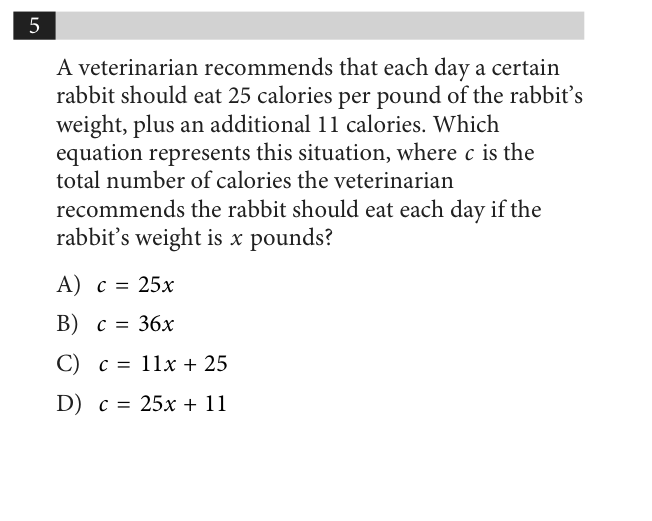 5
A veterinarian recommends that each day a certain
rabbit should eat 25 calories per pound of the rabbit’s
weight, plus an additional 11 calories. Which
equation represents this situation, where c is the
total number of calories the veterinarian
recommends the rabbit should eat each day if the
rabbit’s weight is x pounds?
A) c = 25x
B) c = 36x
C) c = 11x + 25
D) c = 25x + 11